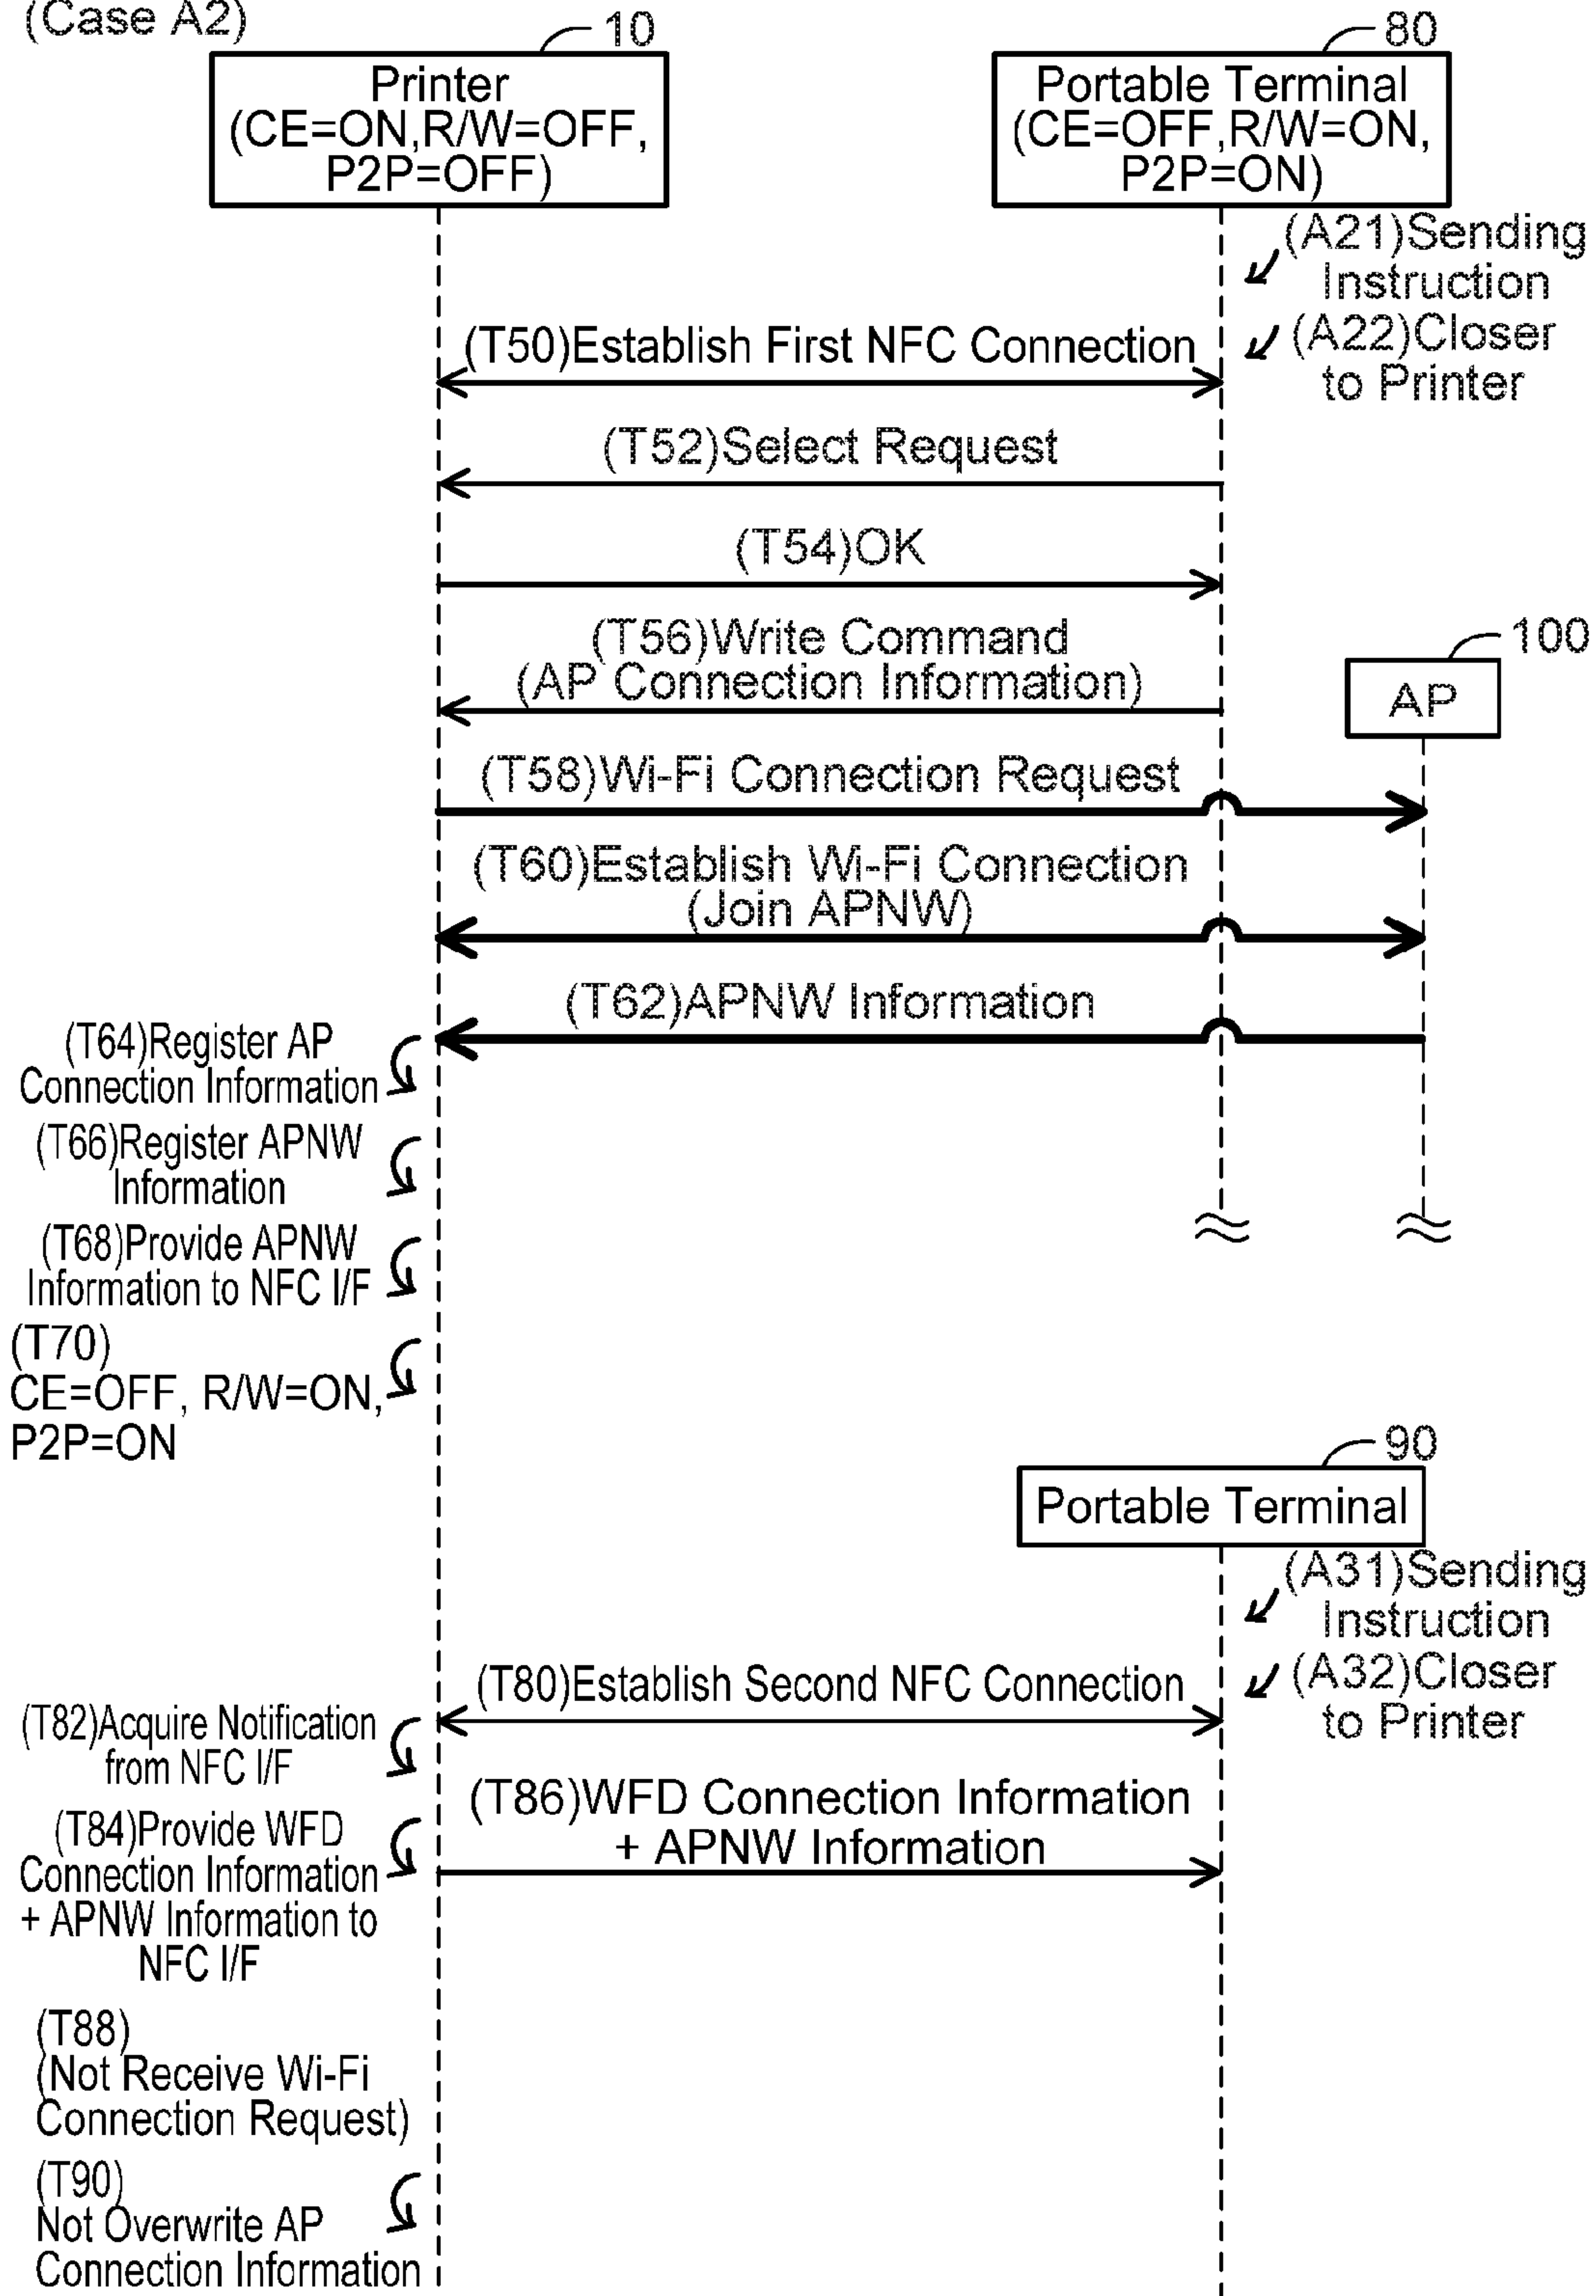 (Case A2)
10
80
Printer
(CE=ON,R/W=OFF,
P2P=OFF)
Portable Terminal
(CE=OFF,R/W=ON,
P2P=ON)
(A21)Sending
Instruction
(T50)Establish First NFC Connection
(A22)Closer
to Printer
(T52)Select Request
(T54)OK
(T56)Write Command
(AP Connection Information)
100
AP
(T58)Wi-Fi Connection Request
(T60)Establish Wi-Fi Connection
(Join APNW)
(T62)APNW Information
(T64)Register AP
Connection Information
(T66)Register APNW
Information
(T68)Provide APNW
Information to NFC I/F
(T70)
CE=OFF, R/W=ON,
P2P=ON
90
Portable Terminal
(A31)Sending
Instruction
(T80)Establish Second NFC Connection
(A32)Closer
to Printer
(T82)Acquire Notification
from NFC I/F
(T86)WFD Connection Information
+ APNW Information
(T84)Provide WFD
Connection Information
+ APNW Information to
NFC I/F
(T88)
(Not Receive Wi-Fi
Connection Request)
(T90)
Not Overwrite AP
Connection Information